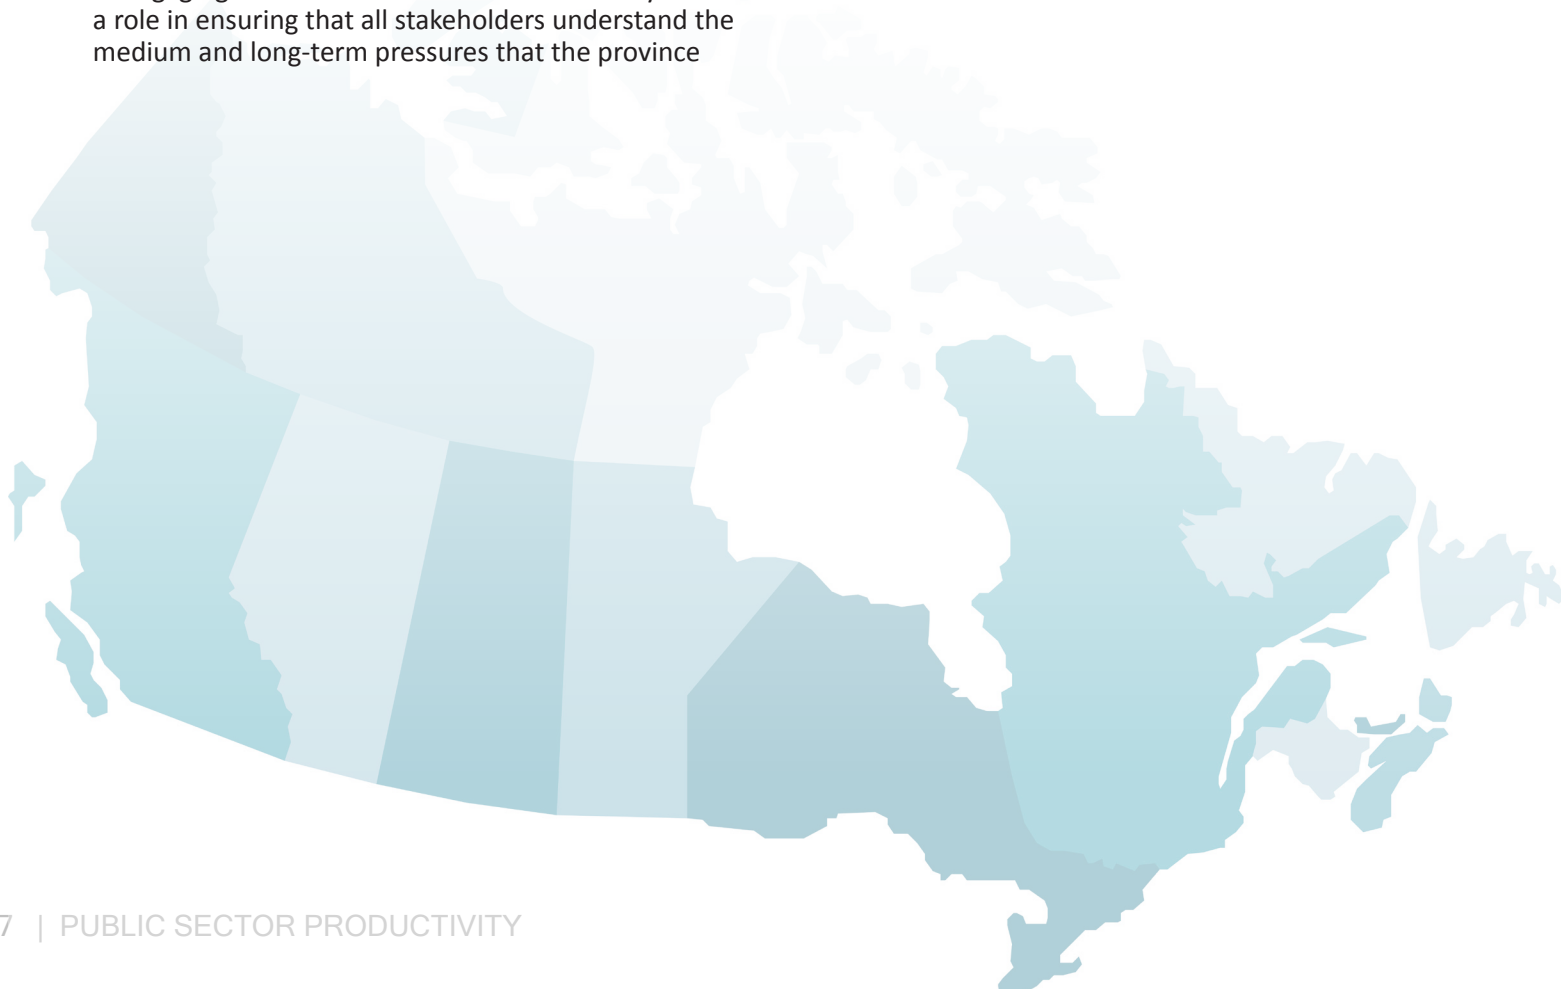 a role in ensuring that all stakeholders understand the
medium and long-term pressures that the province
7 | PUBLIC SECTOR PRODUCTIVITY